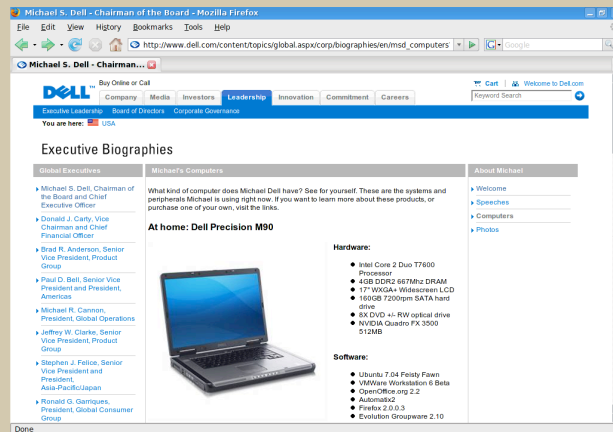 Michael S. Dell - Chairman of the Board - Mozilla Firefox
File Edit View History Bookmarks Tools Help
http://www.dell.com/content/topics/global.aspx/corp/biographies/en/msd_computers
Google
Michael S. Dell - Chairman...
DELL™
Buy Online or Call
Cart Welcome to Dell.com
Company Media Investors Leadership Innovation Commitment Careers
Keyword Search
Executive Leadership Board of Directors Corporate Governance
You are here: USA
Executive Biographies
Global Executives
Michael S. Dell, Chairman of
the Board and Chief
Executive Officer
Donald J. Carty, Vice
Chairman and Chief
Financial Officer
Brad R. Anderson, Senior
Vice President, Product
Group
Paul D. Bell, Senior Vice
President and President,
Americas
Michael R. Cannon,
President, Global Operations
Jeffrey W. Clarke, Senior
Vice President, Product
Group
Stephen J. Felice, Senior
Vice President and
President,
Asia-Pacific/Japan
Ronald G. Garriques,
President, Global Consumer
Group
Michael's Computers
What kind of computer does Michael Dell have? See for yourself. These are the systems and
peripherals Michael is using right now. If you want to learn more about these products, or
purchase one of your own, visit the links.
At home: Dell Precision M90
Hardware:
Intel Core 2 Duo T7600
Processor
4GB DDR2 667Mhz DRAM
17" WXGA+ Widescreen LCD
160GB 7200rpm SATA hard
drive
8X DVD +/- RW optical drive
NVIDIA Quadro FX 3500
512MB
Software:
Ubuntu 7.04 Feisty Fawn
VMWare Workstation 6 Beta
OpenOffice.org 2.2
Automatix2
Firefox 2.0.0.3
Evolution Groupware 2.10
About Michael
Welcome
Speeches
Computers
Photos
Done